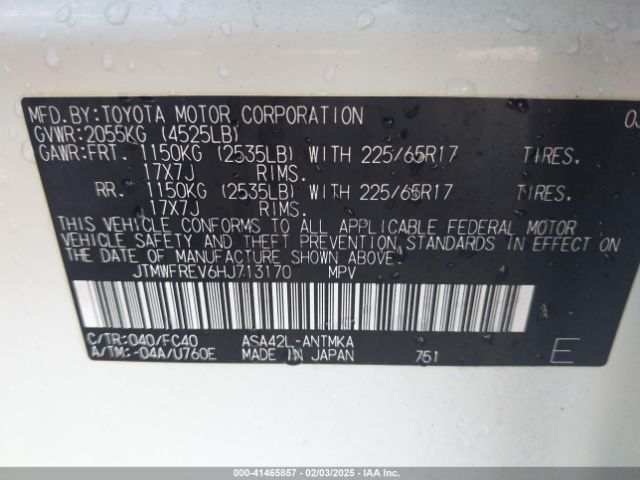 MFD.BY:TOYOTA MOTOR CORPORATION
GVWR:2055KG (4525LB)
GAWR:FRT. 1150KG (2535LB) WITH 225/65R17 TIRES.
17X7J RIMS.
RR. 1150KG (2535LB) WITH 225/65R17 TIRES.
17X7J RIMS.
THIS VEHICLE CONFORMS TO ALL APPLICABLE FEDERAL MOTOR
VEHICLE SAFETY AND THEFT PREVENTION STANDARDS IN EFFECT ON
THE DATE OF MANUFACTURE SHOWN ABOVE.
JTMWFREV6HJ713170 MPV
C/TR:040/FC40 ASA42L-ANTMKA
A/TM:-04A/U760E MADE IN JAPAN 751 E
000-41465857 - 02/03/2025 - IAA Inc.